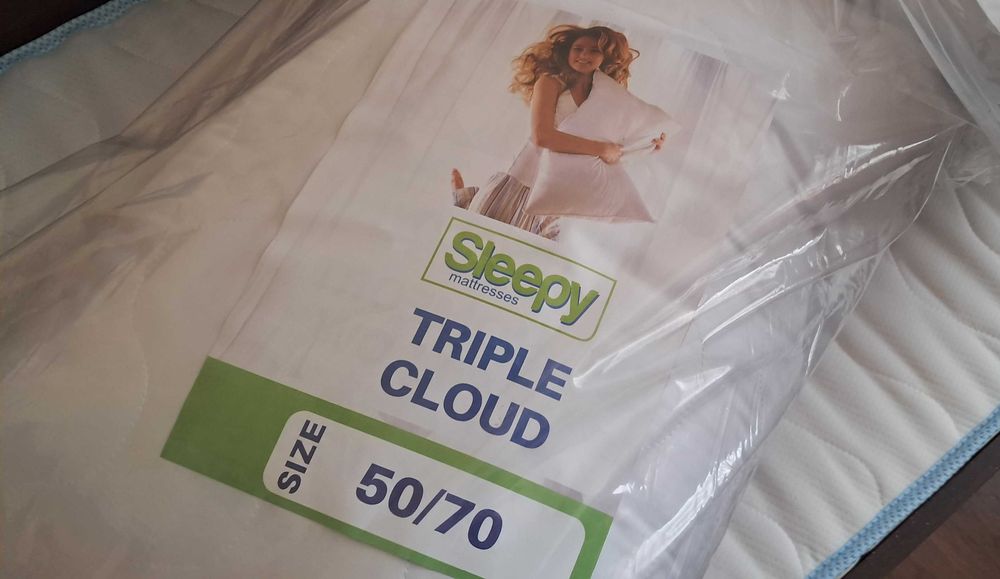 Sleepy
mattresses
TRIPLE
CLOUD
SIZE
50/70